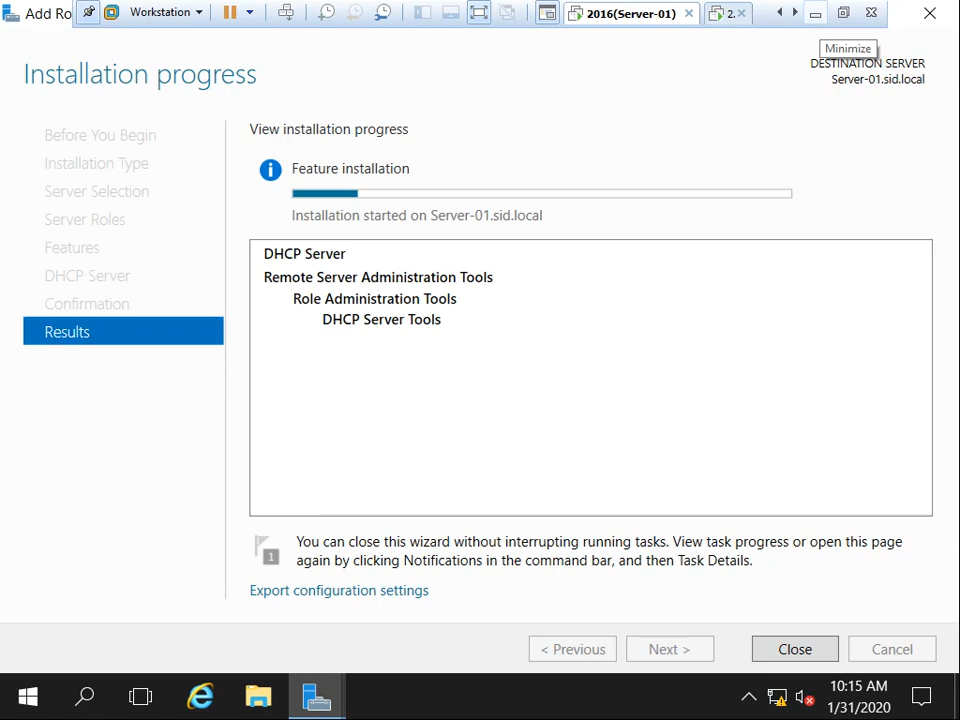 Add Ro
Workstation
2016(Server-01)
2.
Minimize
Installation progress
DESTINATION SERVER
Server-01.sid.local
Before You Begin
Installation Type
Server Selection
Server Roles
Features
DHCP Server
Confirmation
Results
View installation progress
Feature installation
Installation started on Server-01.sid.local
DHCP Server
Remote Server Administration Tools
Role Administration Tools
DHCP Server Tools
1
You can close this wizard without interrupting running tasks. View task progress or open this page
again by clicking Notifications in the command bar, and then Task Details.
Export configuration settings
< Previous
Next >
Close
Cancel
10:15 AM
1/31/2020